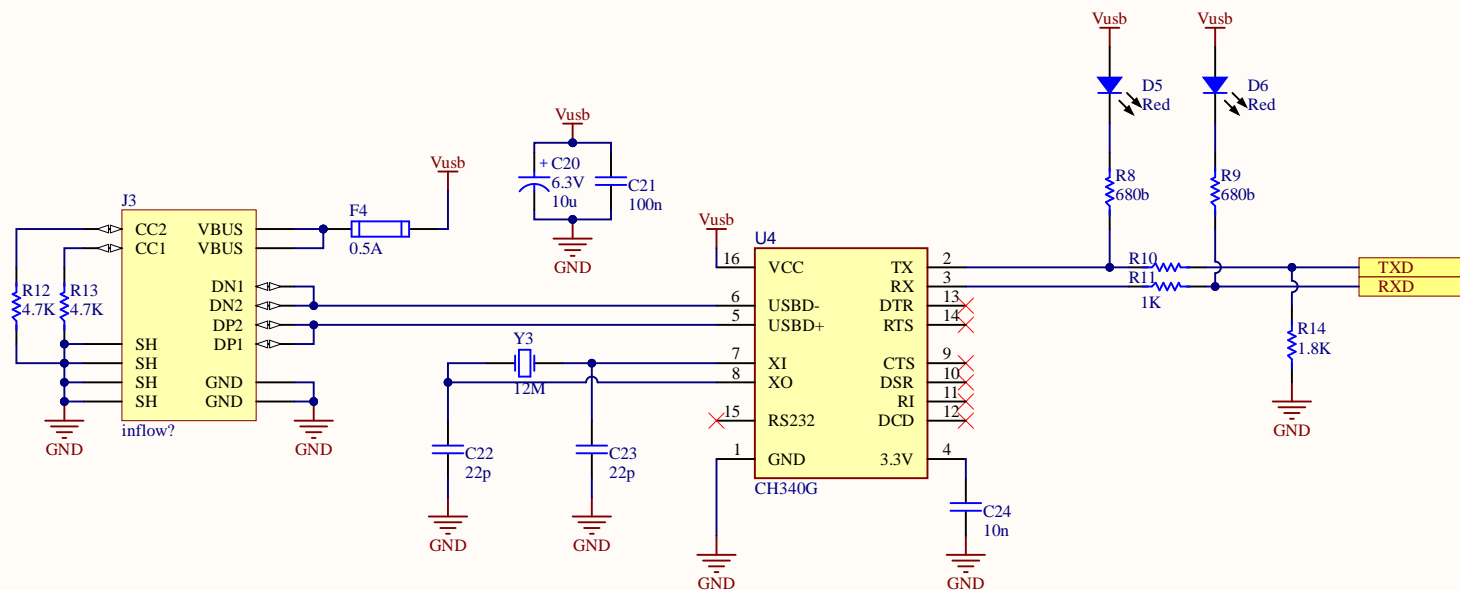 J3
CC2
CC1
VBUS
VBUS
DN1
DN2
DP2
DP1
SH
SH
SH
SH
GND
GND
inflow?
R12
4.7K
R13
4.7K
GND
GND
F4
0.5A
Vusb
Vusb
+ C20
6.3V
10u
C21
100n
GND
Y3
12M
C22
22p
C23
22p
GND
GND
Vusb
U4
16
VCC
6
USBD-
5
USBD+
7
XI
8
XO
15
RS232
1
GND
TX
2
RX
3
DTR
13
RTS
14
CTS
9
DSR
10
RI
11
DCD
12
3.3V
4
CH340G
GND
C24
10n
GND
Vusb
D5
Red
R8
680b
Vusb
D6
Red
R9
680b
R10
R11
1K
TXD
RXD
R14
1.8K
GND